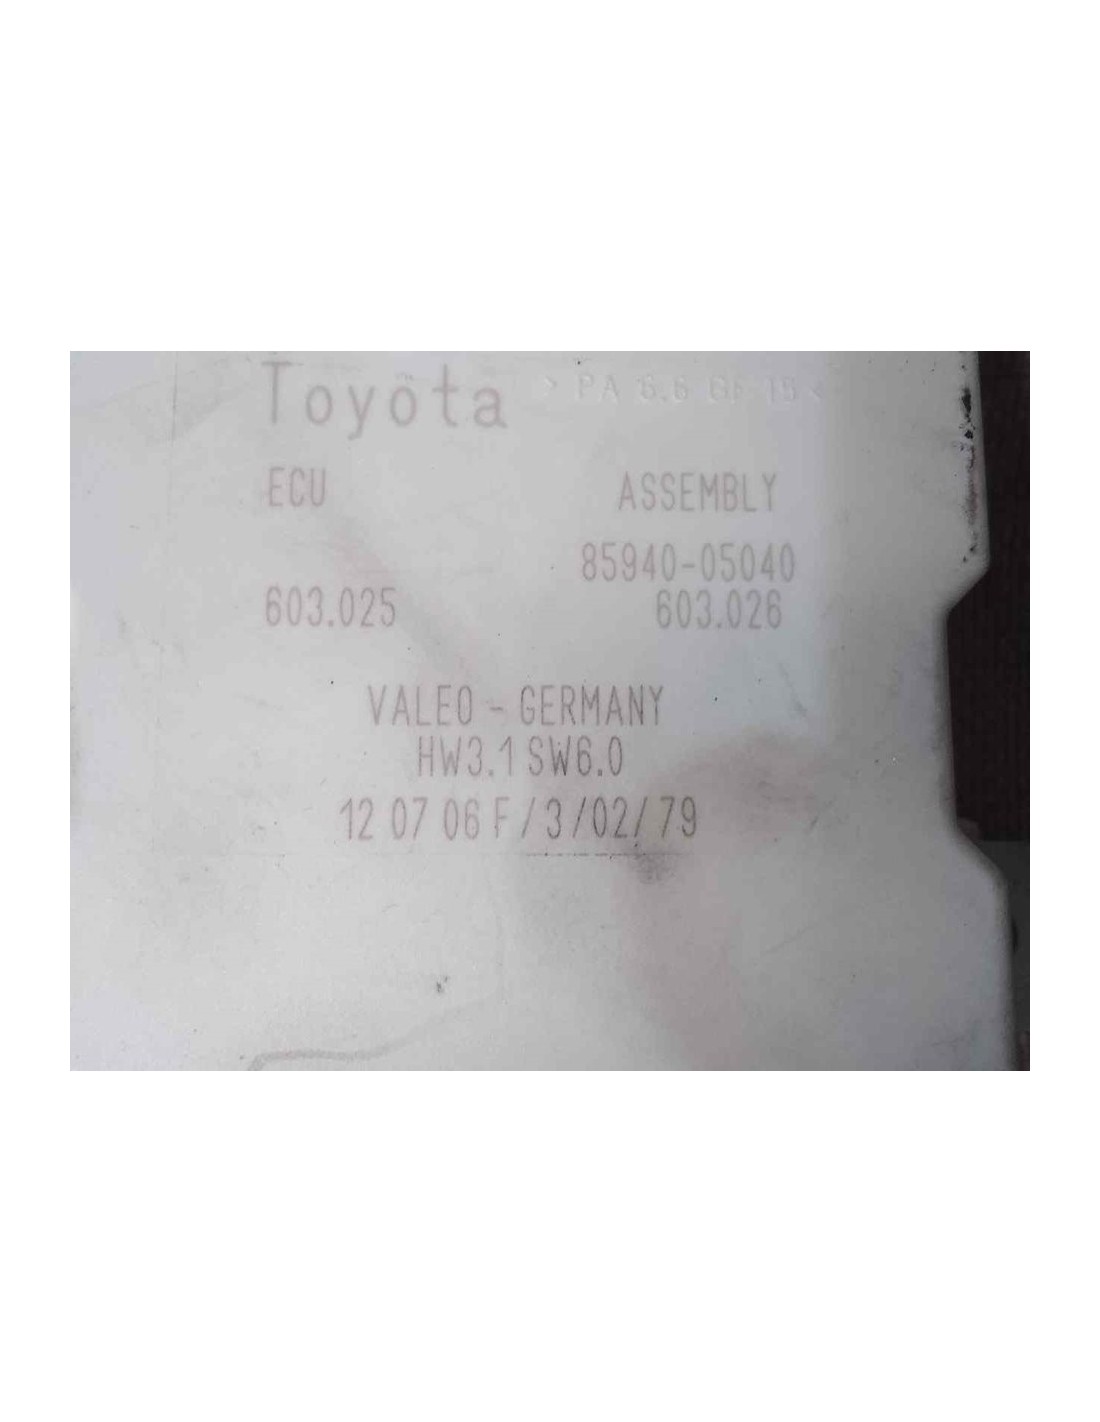 Toyota > PA 6.6 GF 15 <
ECU ASSEMBLY
85940-05040
603.025 603.026
VALEO - GERMANY
HW3.1 SW6.0
12 07 06 F / 3 / 02 / 79